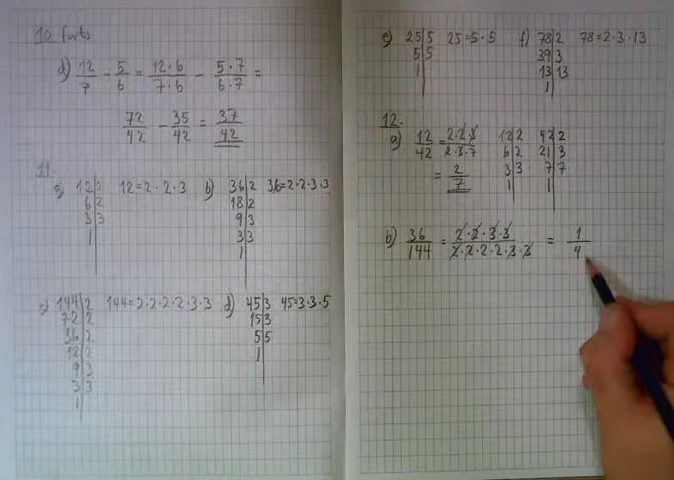 10 forts
d) 12/7 - 5/6 = 12·6/7·6 - 5·7/6·7 =
72/42 - 35/42 = 37/42
11.
a) 12|2 12=2·2·3
6|2
3|3
1|
b) 36|2 36=2·2·3·3
18|2
9|3
3|3
1|
c) 144|2 144=2·2·2·2·3·3
72|2
36|2
2
9|3
3|3
1|
d) 45|3 45=3·3·5
15|3
5|5
1|
e) 25|5 25=5·5
5|5
1|
f) 78|2 78=2·3·13
39|3
13|13
1|
12.
a) 12/42 = 2·2·3/2·3·7
= 2/7
12|2
6|2
3|3
1|
42|2
21|3
7|7
1|
b) 36/144 = 2·2·3·3/2·2·2·2·3·3 = 1/4